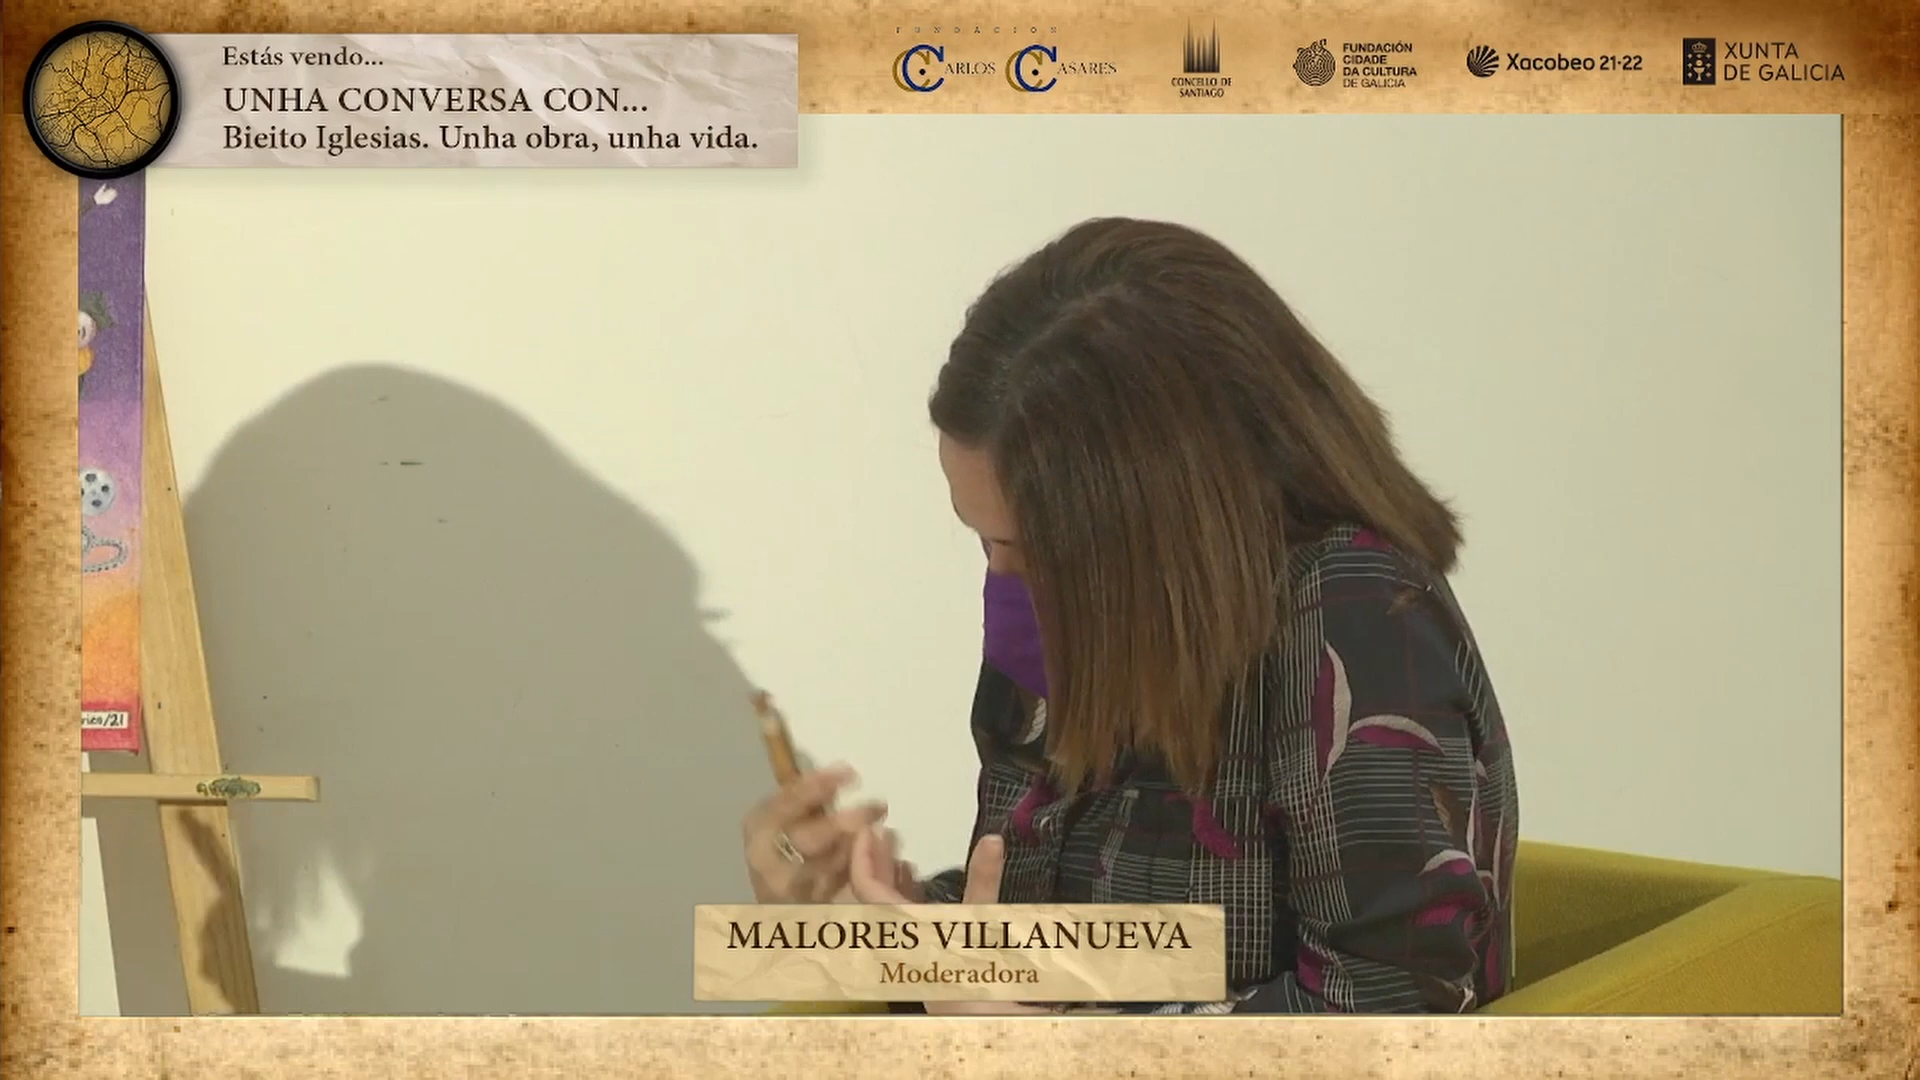 Estás vendo...
UNHA CONVERSA CON...
Bieito Iglesias. Unha obra, unha vida.
FUNDACIÓN
CARLOS CASARES
CONCELLO DE
SANTIAGO
FUNDACIÓN
CIDADE
DA CULTURA
DE GALICIA
Xacobeo 21·22
XUNTA
DE GALICIA
MALORES VILLANUEVA
Moderadora